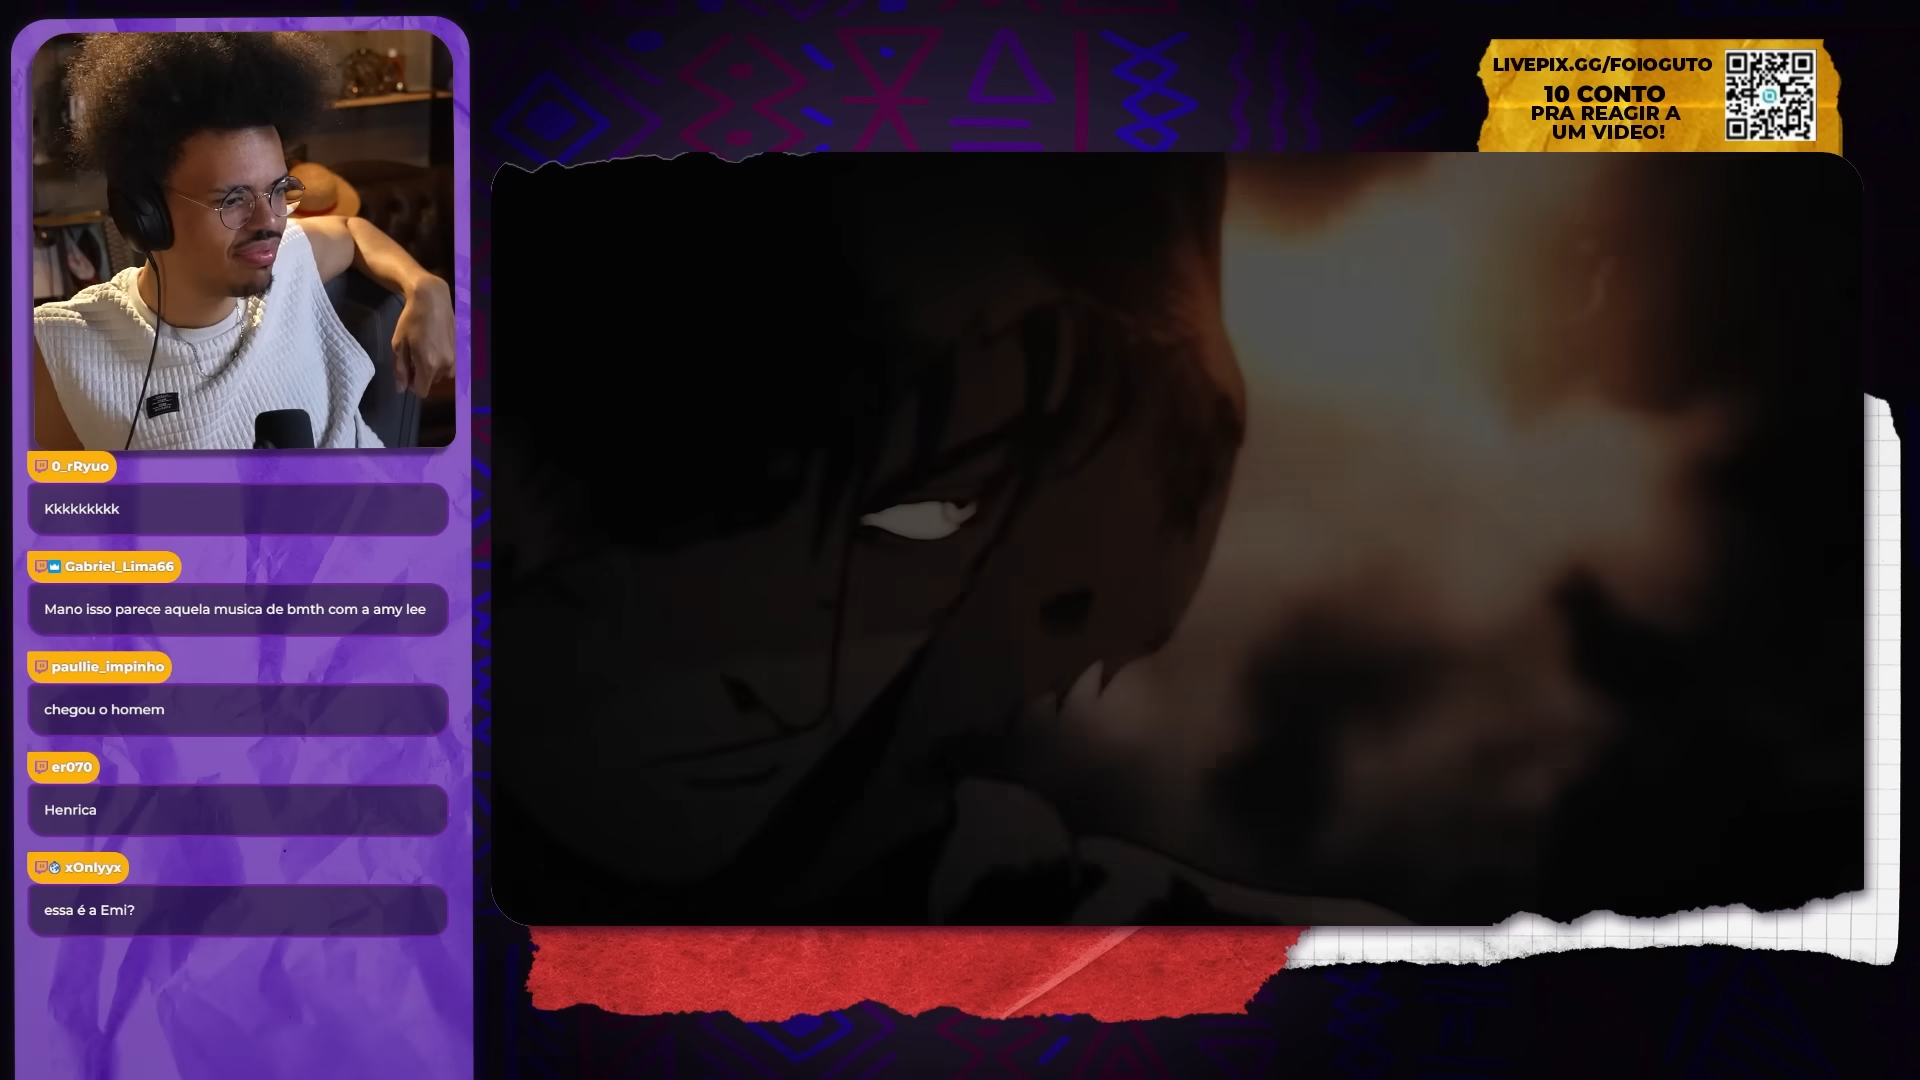 LIVEPIX.GG/FOIOGUTO
10 CONTO
PRA REAGIR A
UM VIDEO!
0_rRyuo
Kkkkkkkkk
Gabriel_Lima66
Mano isso parece aquela musica de bmth com a amy lee
paullie_impinho
chegou o homem
er070
Henrica
xOnlyyx
essa é a Emi?